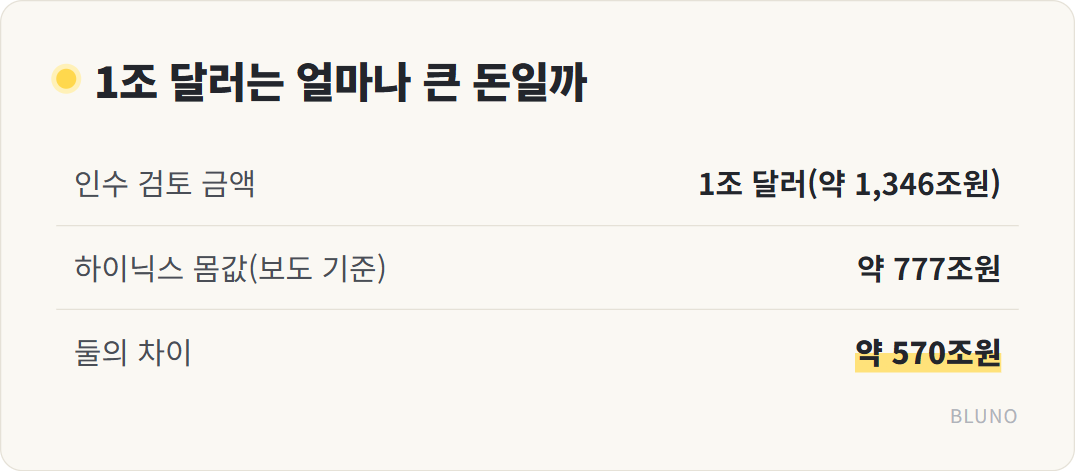 1조 달러는 얼마나 큰 돈일까
인수 검토 금액 1조 달러(약 1,346조원)
하이닉스 몸값(보도 기준) 약 777조원
둘의 차이 약 570조원
BLUNO